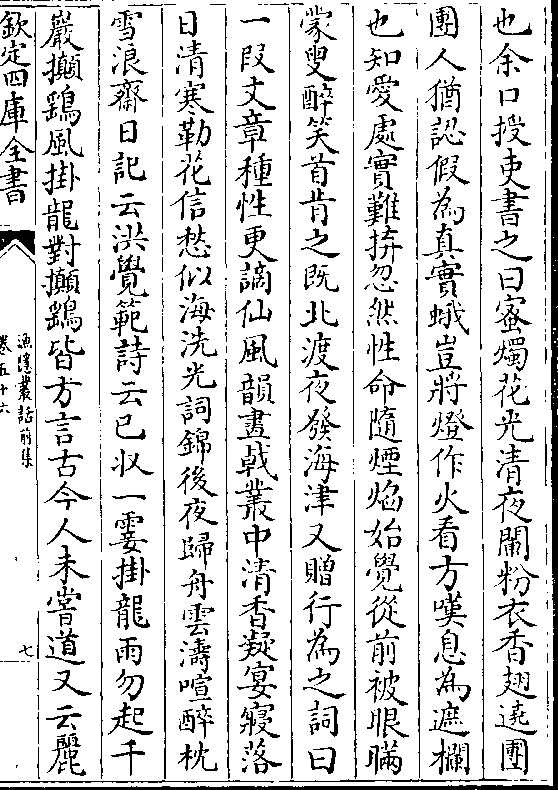 也余口授吏書之曰蜜燭花光清夜闌粉衣香翅遶團
團人猶認假為真實蛾豈將燈作火看方嘆息為遮欄
也知愛處實難拚忽然性命隨煙焰始覺從前被眼瞞
蒙叟醉笑首肯之既北渡夜發海津又贈行為之詞曰
一段文章種性更謫仙風韻畫戟叢中清香凝宴寢落
日清寒勒花信愁似海洗光詞錦後夜歸舟雲濤喧醉枕
雪浪齋日記云洪覺範詩云已収一霎掛龍雨勿起千
巖攧鷂風掛龍對攧鷂皆方言古今人未嘗道又云麗
欽定四庫全書
漁隱叢話前集
卷五十六
七